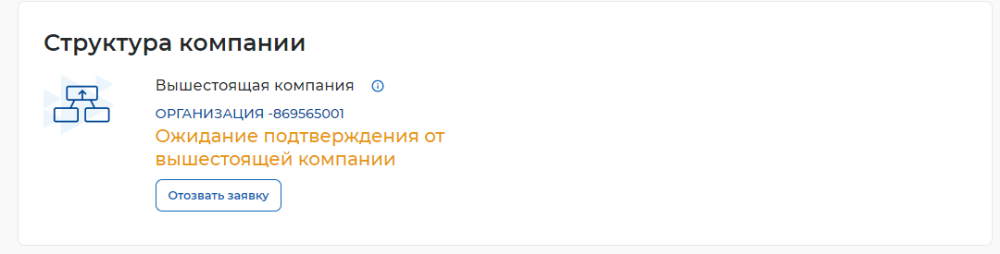 Структура компании
Вышестоящая компания
ОРГАНИЗАЦИЯ -869565001
Ожидание подтверждения от
вышестоящей компании
Отозвать заявку